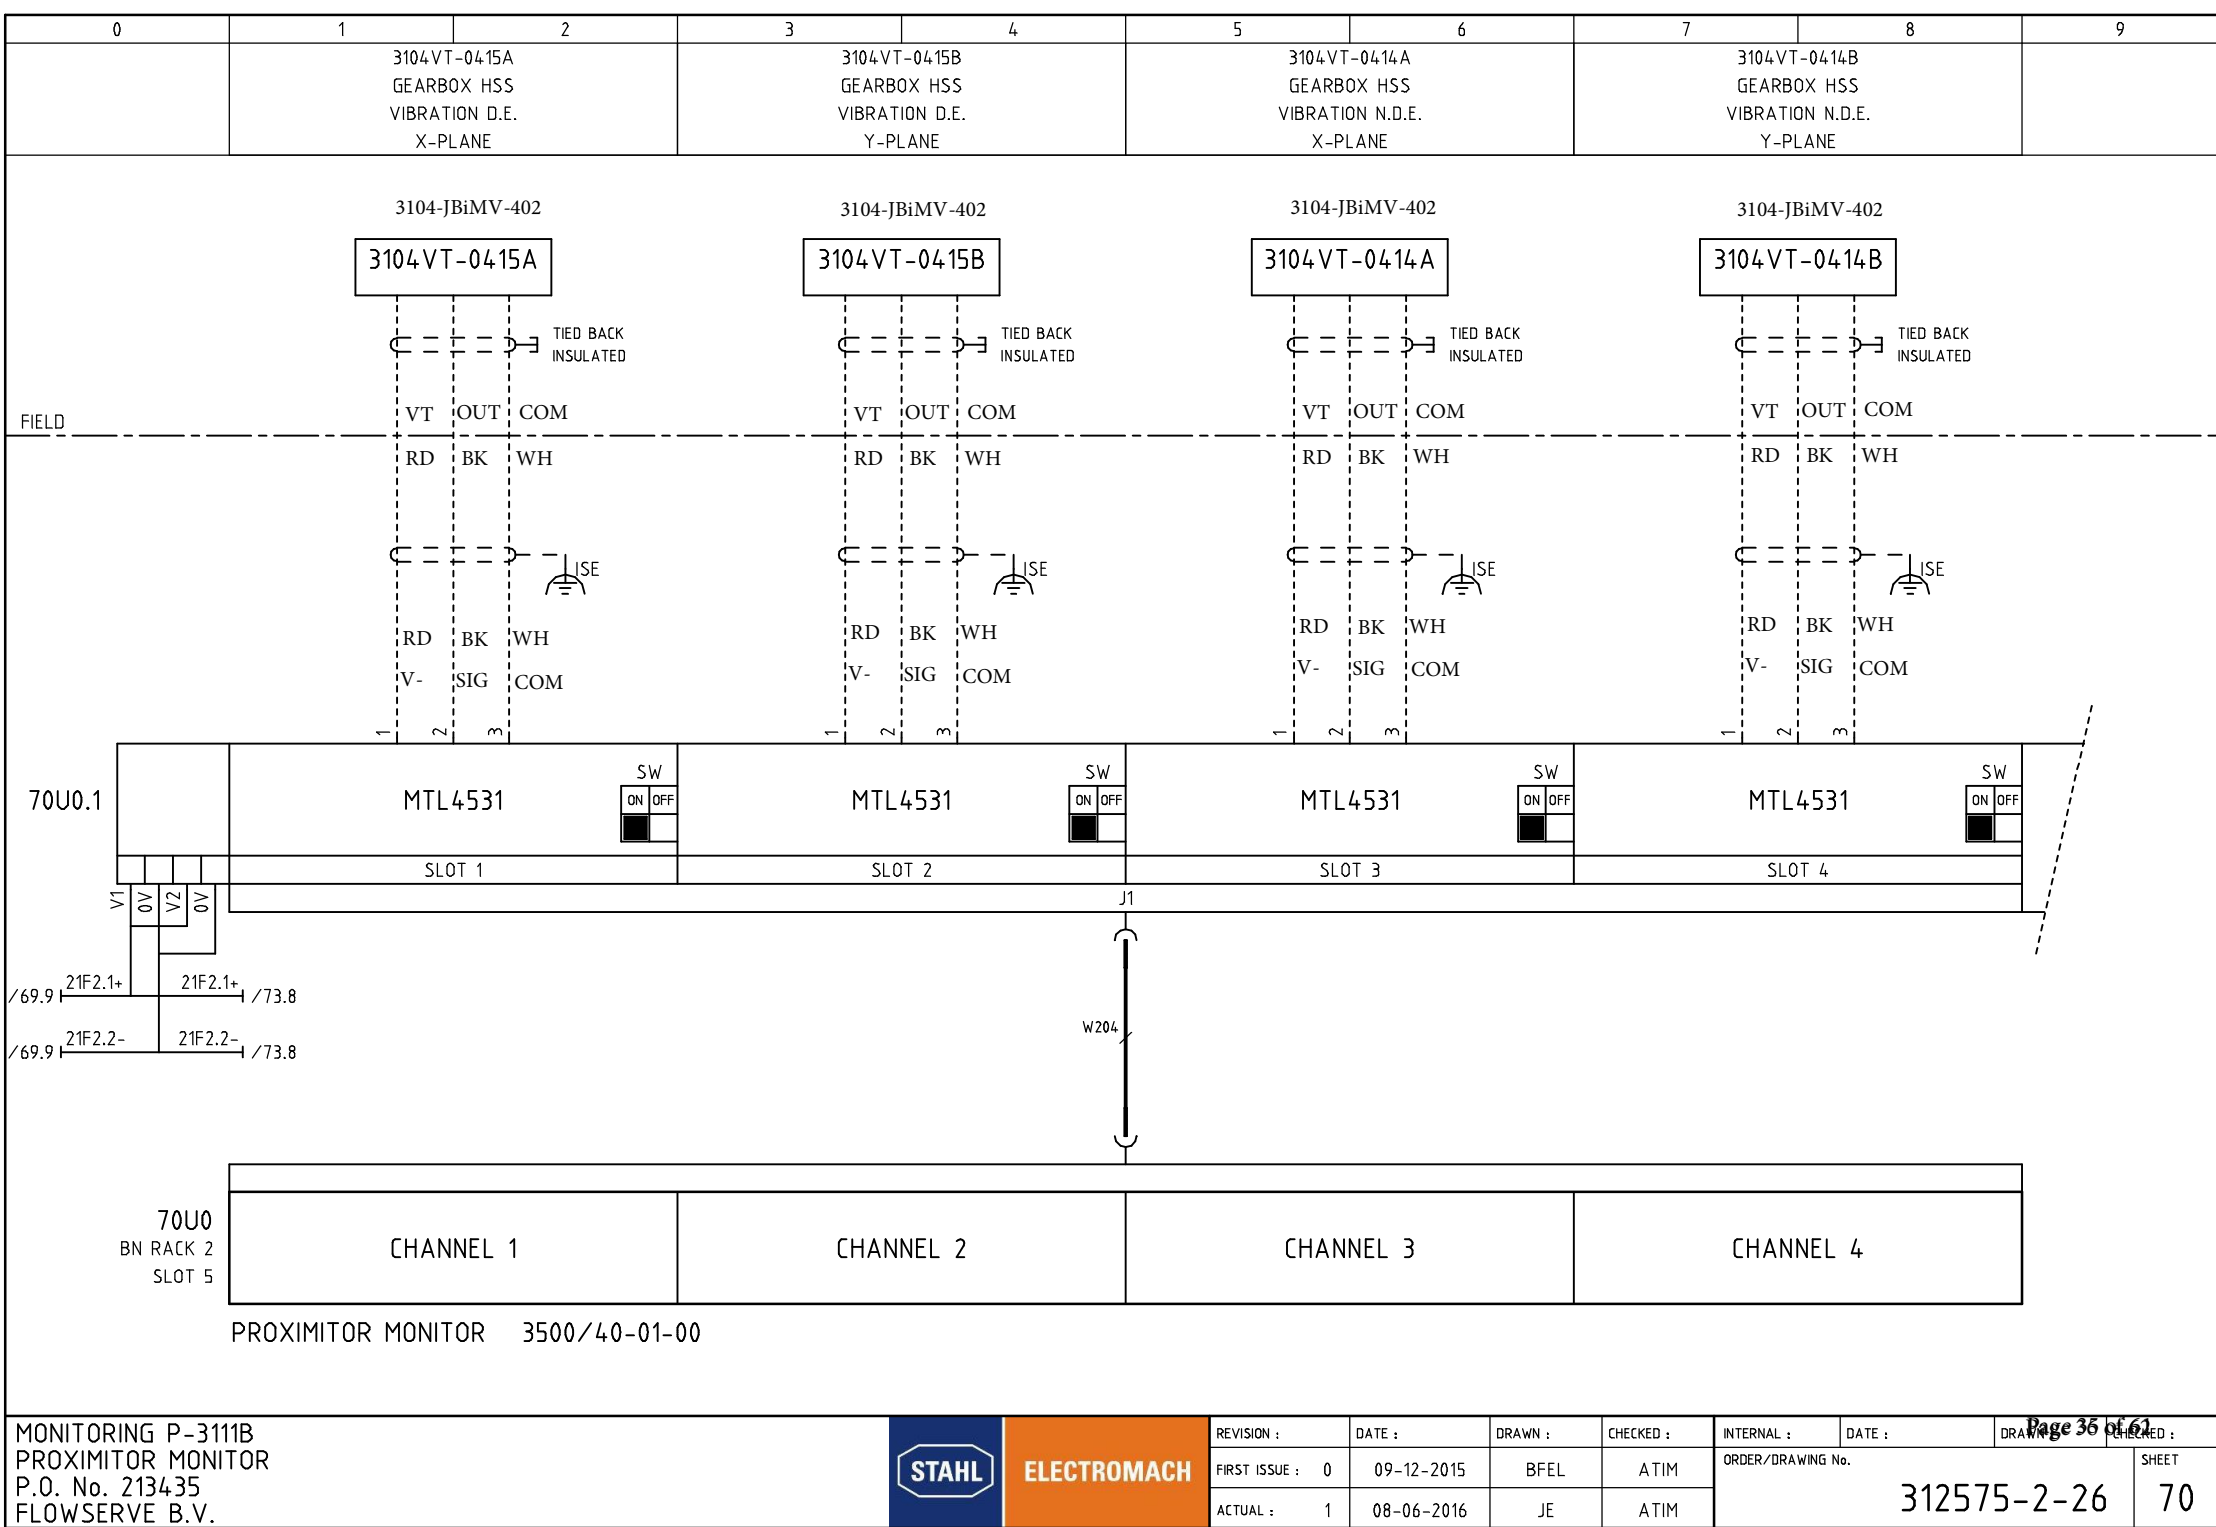 0 1 2 3 4 5 6 7 8 9
3104VT-0415A 3104VT-0415B 3104VT-0414A 3104VT-0414B
GEARBOX HSS GEARBOX HSS GEARBOX HSS GEARBOX HSS
VIBRATION D.E. VIBRATION D.E. VIBRATION N.D.E. VIBRATION N.D.E.
X-PLANE Y-PLANE X-PLANE Y-PLANE
3104-JBiMV-402 3104-JBiMV-402 3104-JBiMV-402 3104-JBiMV-402
3104VT-0415A 3104VT-0415B 3104VT-0414A 3104VT-0414B
TIED BACK TIED BACK TIED BACK TIED BACK
INSULATED INSULATED INSULATED INSULATED
FIELD VT OUT COM VT OUT COM VT OUT COM VT OUT COM
RD BK WH RD BK WH RD BK WH RD BK WH
ISE ISE ISE ISE
RD BK WH RD BK WH RD BK WH RD BK WH
V- SIG COM V- SIG COM V- SIG COM V- SIG COM
1 2 3 1 2 3 1 2 3 1 2 3
SW SW SW SW
70U0.1 MTL4531 ON OFF MTL4531 ON OFF MTL4531 ON OFF MTL4531 ON OFF
SLOT 1 SLOT 2 SLOT 3 SLOT 4
V1 0V V2 0V J1
/69.9 21F2.1+ 21F2.1+ /73.8
W204
/69.9 21F2.2- 21F2.2- /73.8
70U0
BN RACK 2 CHANNEL 1 CHANNEL 2 CHANNEL 3 CHANNEL 4
SLOT 5
PROXIMITOR MONITOR 3500/40-01-00
MONITORING P-3111B
PROXIMITOR MONITOR
P.O. No. 213435
FLOWSERVE B.V.
STAHL ELECTROMACH
REVISION : DATE : DRAWN : CHECKED : INTERNAL : DATE :
FIRST ISSUE : 0 09-12-2015 BFEL ATIM
ACTUAL : 1 08-06-2016 JE ATIM
ORDER/DRAWING No. SHEET
312575-2-26 70